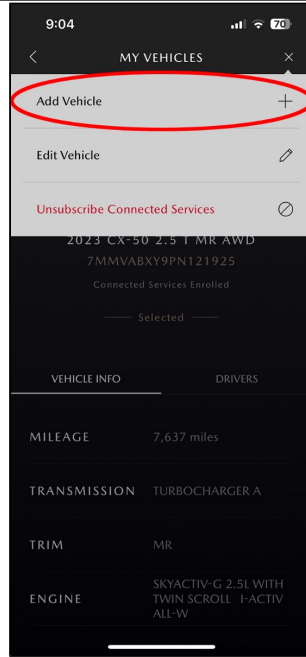 9:04 70
MY VEHICLES
Add Vehicle
Edit Vehicle
Unsubscribe Connected Services
2023 CX-50 2.5 T MR AWD
7MMVABXY9PN121925
Connected Services Enrolled
Selected
VEHICLE INFO DRIVERS
MILEAGE 7,637 miles
TRANSMISSION TURBOCHARGER A
TRIM MR
SKYACTIV-G 2.5L WITH
ENGINE TWIN SCROLL I-ACTIV
ALL-W